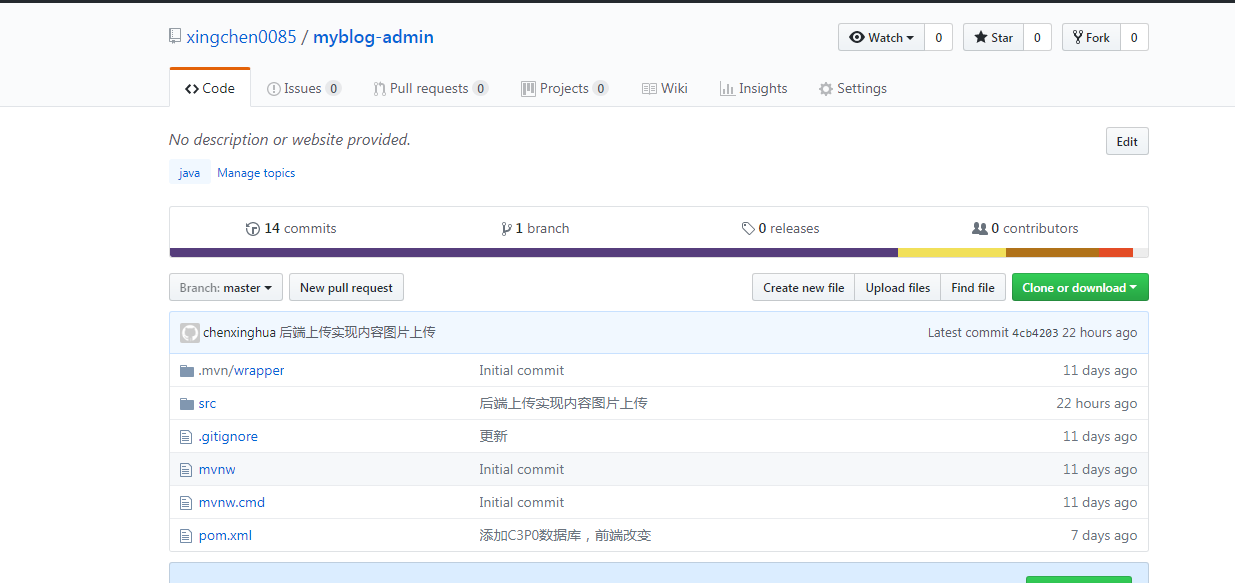 xingchen0085 / myblog-admin
Watch 0 Star 0 Fork 0
Code Issues 0 Pull requests 0 Projects 0 Wiki Insights Settings
No description or website provided.
Edit
java Manage topics
14 commits 1 branch 0 releases 0 contributors
Branch: master New pull request Create new file Upload files Find file Clone or download
chenxinghua 后端上传实现内容图片上传 Latest commit 4cb4203 22 hours ago
.mvn/wrapper Initial commit 11 days ago
src 后端上传实现内容图片上传 22 hours ago
.gitignore 更新 11 days ago
mvnw Initial commit 11 days ago
mvnw.cmd Initial commit 11 days ago
pom.xml 添加C3P0数据库，前端改变 7 days ago